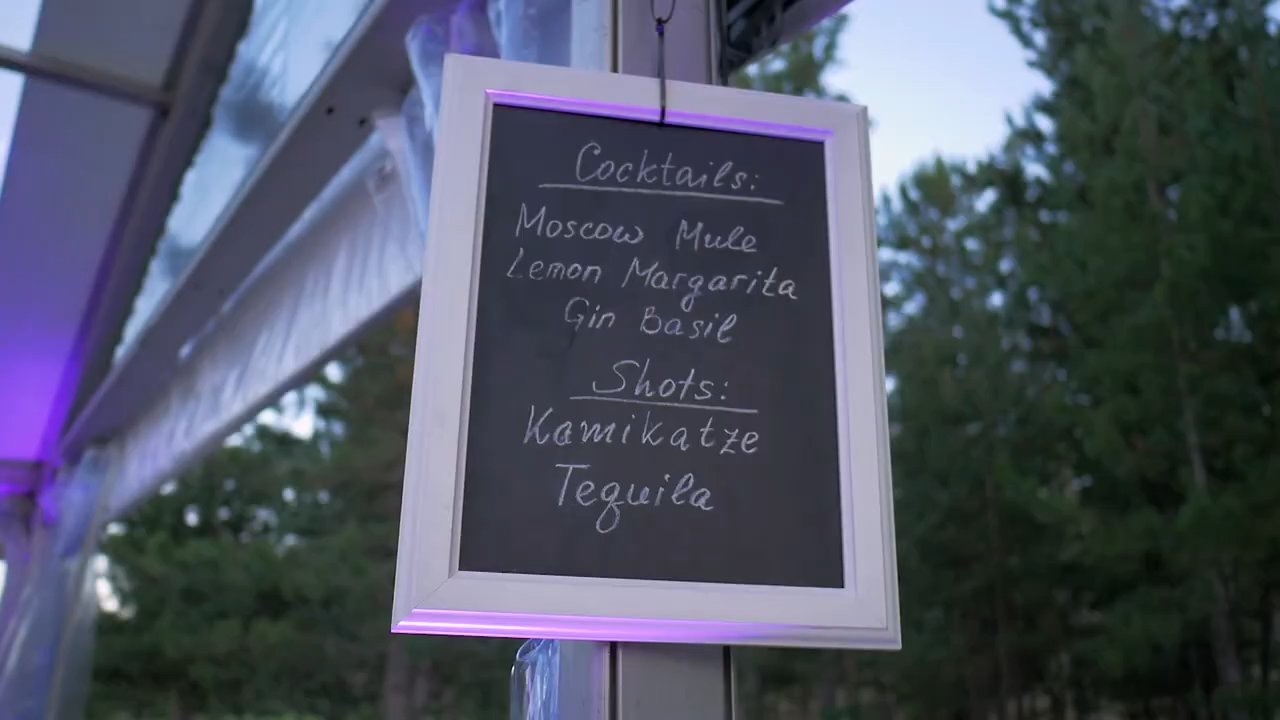 Cocktails:
Moscow Mule
Lemon Margarita
Gin Basil
Shots:
Kamikatze
Tequila